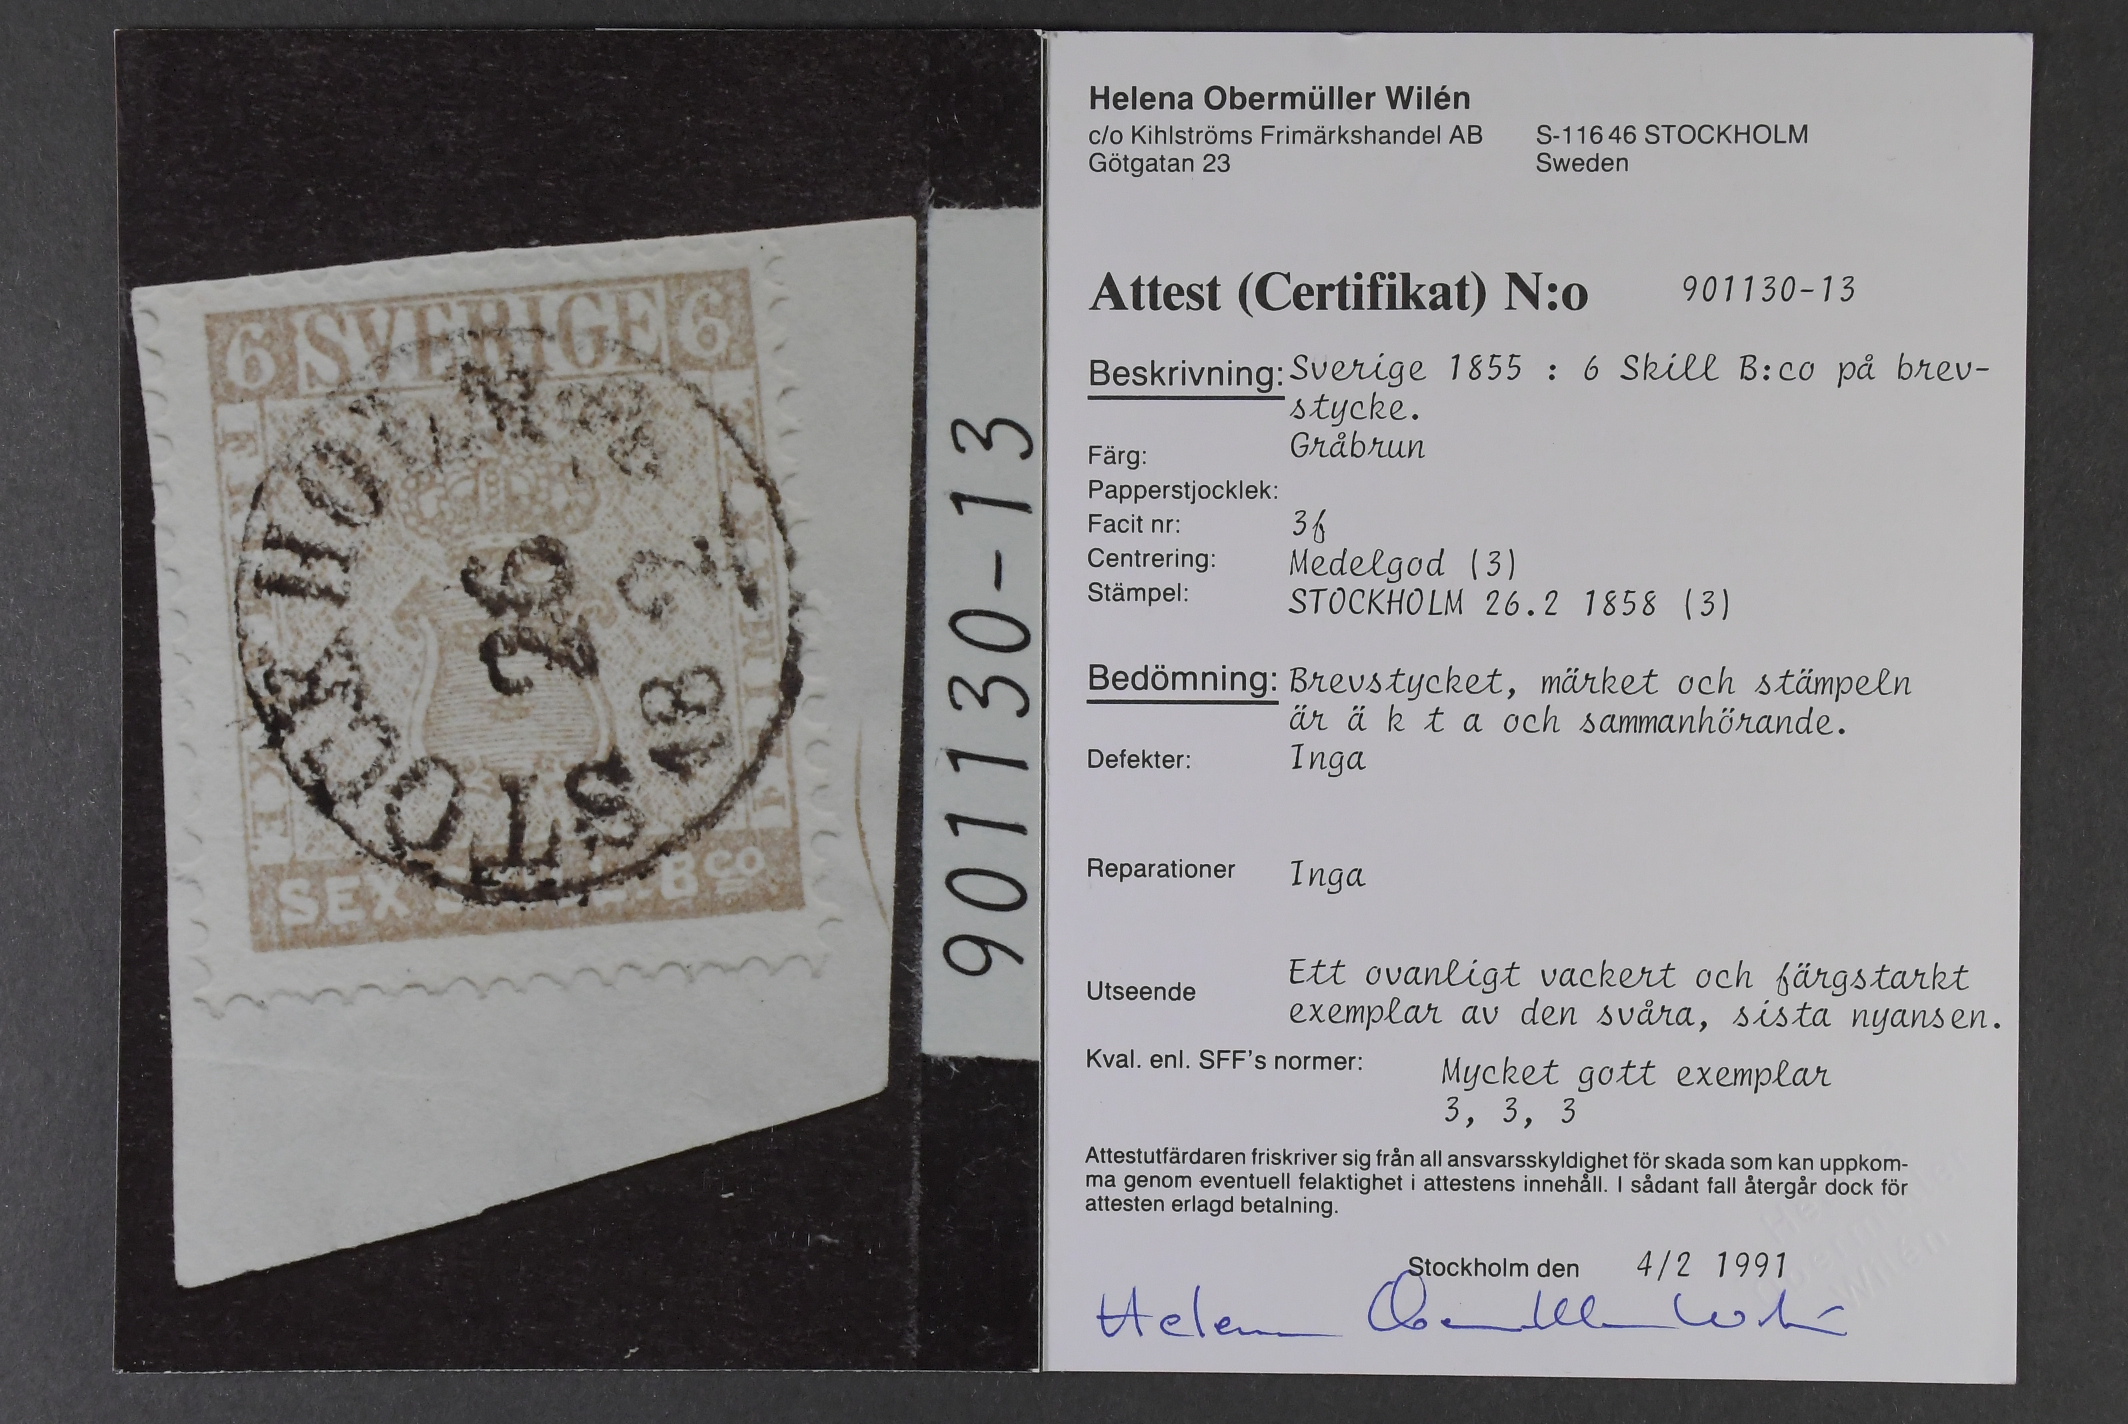 6 SVERIGE 6
STOCKHOLM
26
2
18
SEX B CO
901130-13
Helena Obermüller Wilén
c/o Kihlströms Frimärkshandel AB S-116 46 STOCKHOLM
Götgatan 23 Sweden
Attest (Certifikat) N:o 901130-13
Beskrivning: Sverige 1855 : 6 Skill B:co på brev-
stycke.
Färg: Gråbrun
Papperstjocklek:
Facit nr: 3f
Centrering: Medelgod (3)
Stämpel: STOCKHOLM 26.2 1858 (3)
Bedömning: Brevstycket, märket och stämpeln
är ä k t a och sammanhörande.
Defekter: Inga
Reparationer Inga
Utseende Ett ovanligt vackert och färgstarkt
exemplar av den svåra, sista nyansen.
Kval. enl. SFF's normer: Mycket gott exemplar
3, 3, 3
Attestutfärdaren friskriver sig från all ansvarsskyldighet för skada som kan uppkom-
ma genom eventuell felaktighet i attestens innehåll. I sådant fall återgår dock för
attesten erlagd betalning.
Stockholm den 4/2 1991
Helena Obermüller Wilén